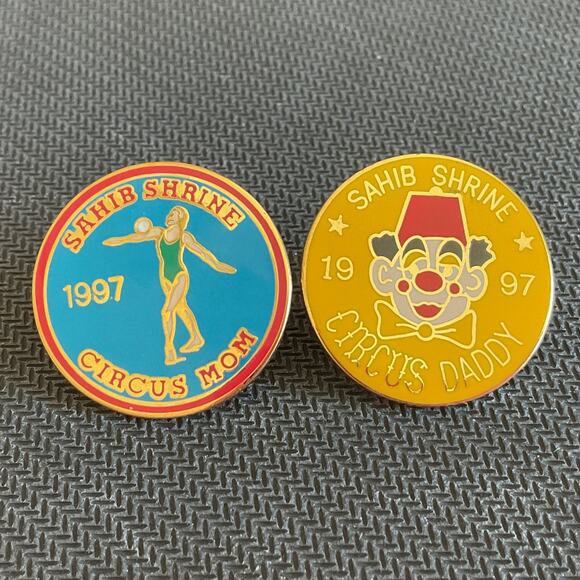 SAHIB SHRINE
1997
CIRCUS MOM
SAHIB SHRINE
19 97
CIRCUS DADDY